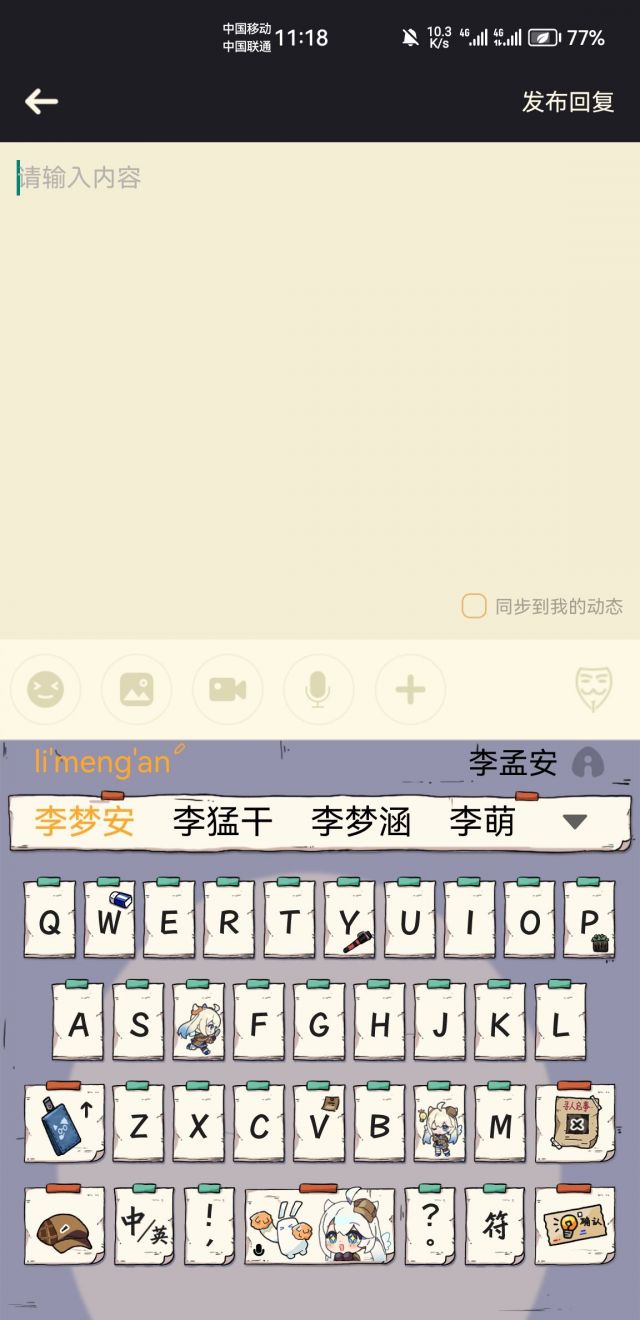 中国移动
中国联通
11:18
10.3
K/s
4G
4G
77%
发布回复
请输入内容
同步到我的动态
li'meng'an
李孟安
李梦安 李猛干 李梦涵 李萌
Q W E R T Y U I O P
A S F G H J K L
Z X C V B M
寻人启事
中/英
!
,
?
。
符
确认